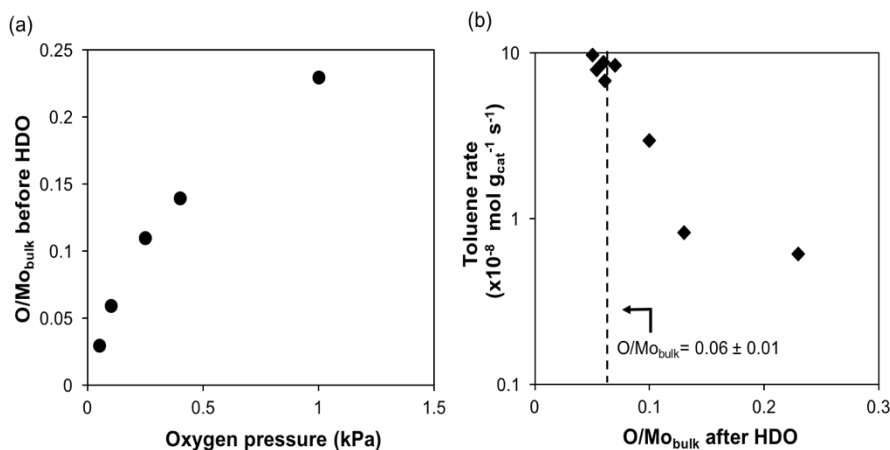 (a)
O/Mobulk before HDO
0.25
0.2
0.15
0.1
0.05
0
0
0.5
1
1.5
Oxygen pressure (kPa)
(b)
Toluene rate
(x10-8 mol gcat-1 s-1)
10
1
0.1
O/Mobulk= 0.06 ± 0.01
0
0.1
0.2
0.3
O/Mobulk after HDO